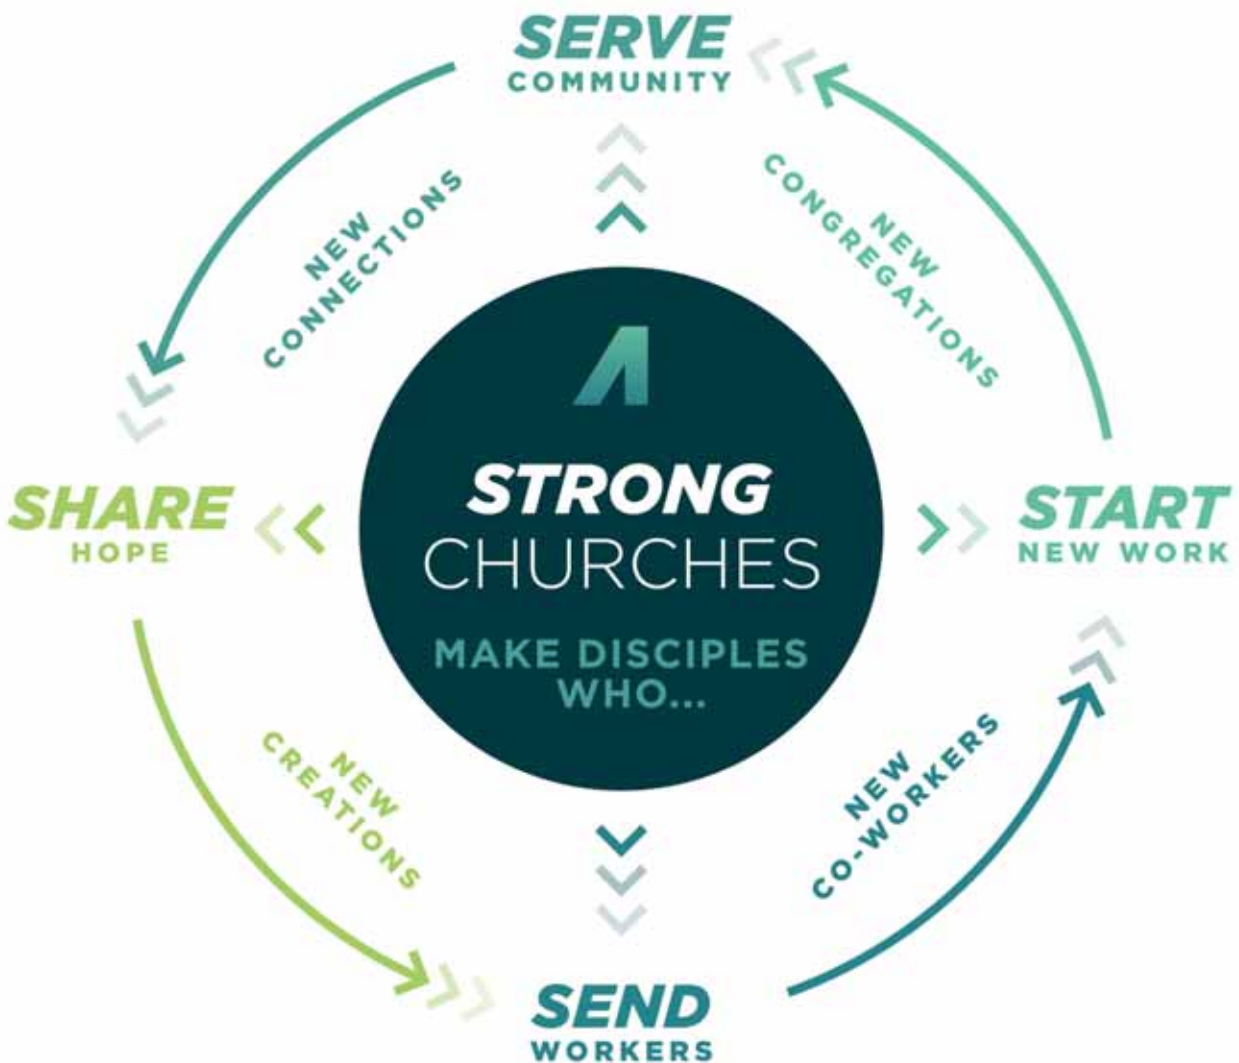 SERVE
COMMUNITY
NEW
CONNECTIONS
NEW
CONGREGATIONS
STRONG
CHURCHES
MAKE DISCIPLES
WHO...
SHARE
HOPE
START
NEW WORK
NEW
CREATIONS
NEW
CO-WORKERS
SEND
WORKERS